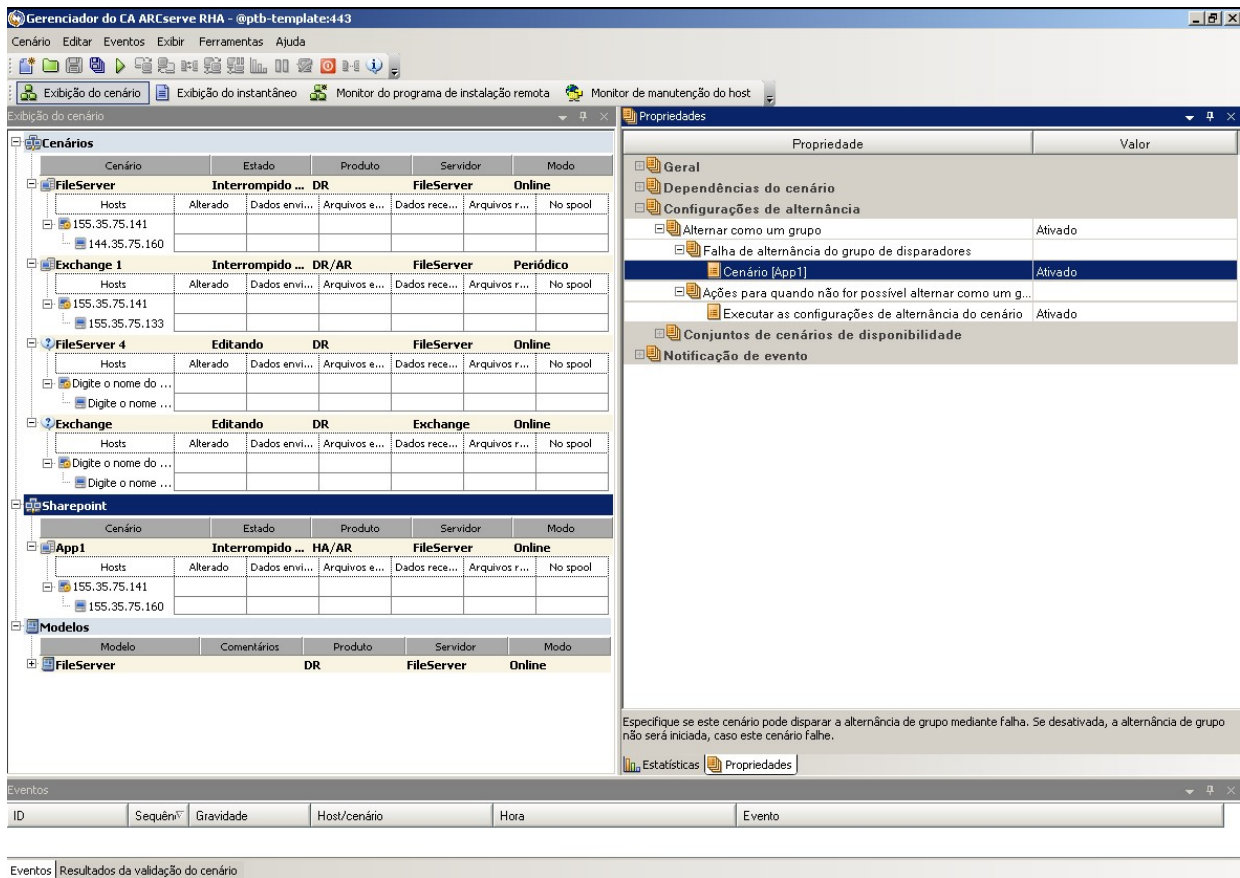 Gerenciador do CA ARCserve RHA - @ptb-template:443
Cenário Editar Eventos Exibir Ferramentas Ajuda
Exibição do cenário Exibição do instantâneo Monitor do programa de instalação remota Monitor de manutenção do host
Exibição do cenário
Cenários
Cenário Estado Produto Servidor Modo
FileServer Interrompido ... DR FileServer Online
Hosts Alterado Dados envi... Arquivos e... Dados rece... Arquivos r... No spool
155.35.75.141
144.35.75.160
Exchange 1 Interrompido ... DR/AR FileServer Periódico
Hosts Alterado Dados envi... Arquivos e... Dados rece... Arquivos r... No spool
155.35.75.141
155.35.75.133
FileServer 4 Editando DR FileServer Online
Hosts Alterado Dados envi... Arquivos e... Dados rece... Arquivos r... No spool
Digite o nome do ...
Digite o nome ...
Exchange Editando DR Exchange Online
Hosts Alterado Dados envi... Arquivos e... Dados rece... Arquivos r... No spool
Digite o nome do ...
Digite o nome ...
Sharepoint
Cenário Estado Produto Servidor Modo
App1 Interrompido ... HA/AR FileServer Online
Hosts Alterado Dados envi... Arquivos e... Dados rece... Arquivos r... No spool
155.35.75.141
155.35.75.160
Modelos
Modelo Comentários Produto Servidor Modo
FileServer DR FileServer Online
Propriedades
Propriedade Valor
Geral
Dependências do cenário
Configurações de alternância
Alternar como um grupo Ativado
Falha de alternância do grupo de disparadores
Cenário [App1] Ativado
Ações para quando não for possível alternar como um g...
Executar as configurações de alternância do cenário Ativado
Conjuntos de cenários de disponibilidade
Notificação de evento
Especifique se este cenário pode disparar a alternância de grupo mediante falha. Se desativada, a alternância de grupo
não será iniciada, caso este cenário falhe.
Estatísticas Propriedades
Eventos
ID Sequên Gravidade Host/cenário Hora Evento
Eventos Resultados da validação do cenário